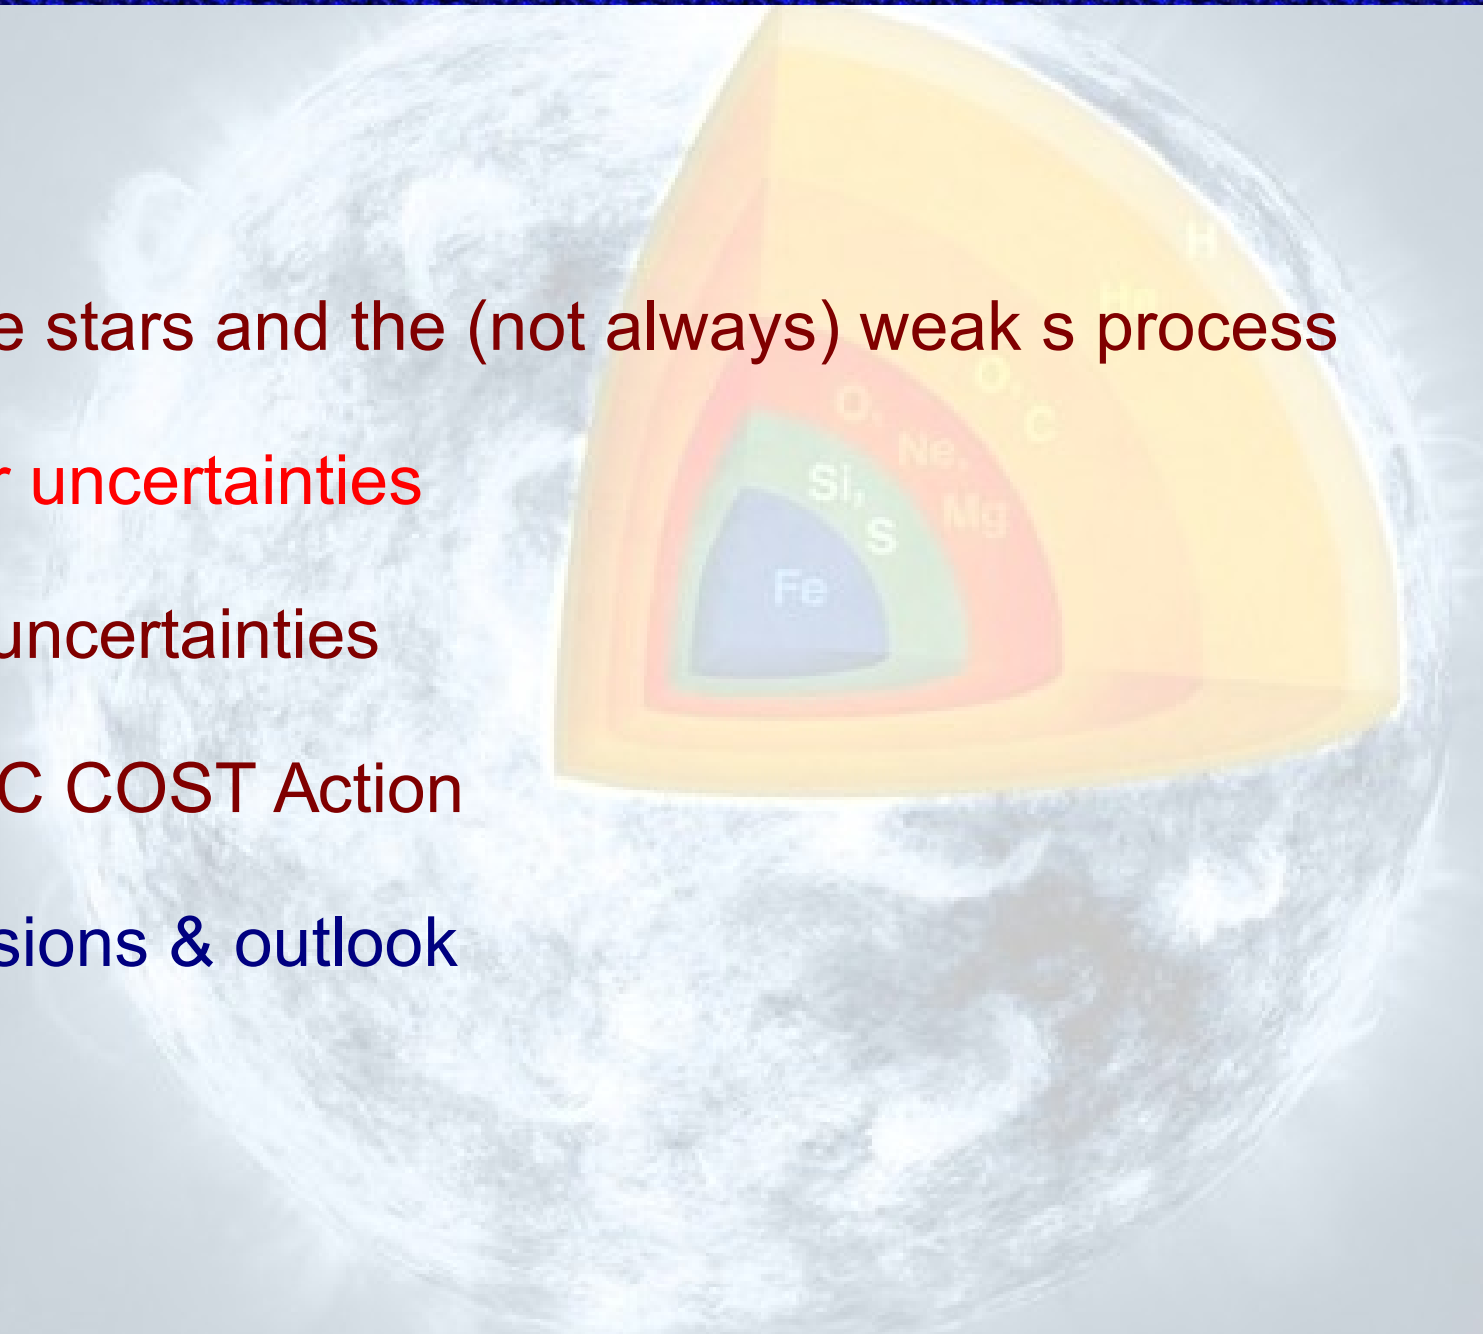 e stars and the (not always) weak s process
r uncertainties
uncertainties
C COST Action
sions & outlook
H
He
O, C
O, Ne, Mg
Si, S
Fe